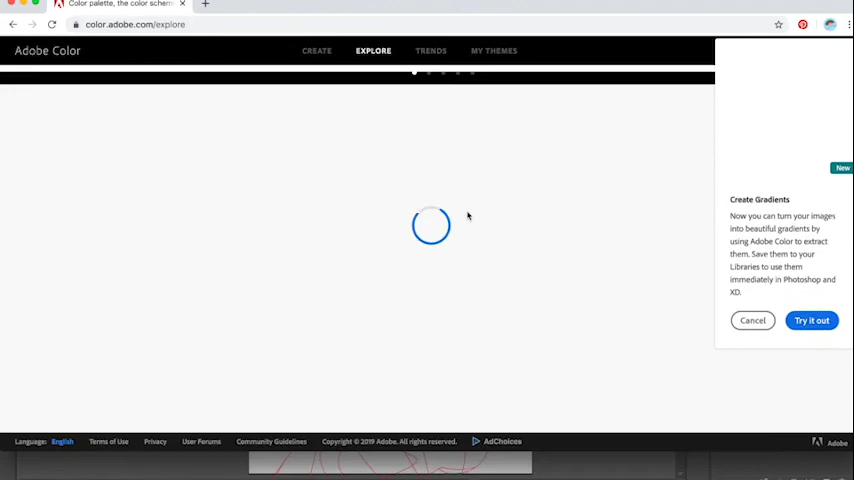 Color palette, the color schem
color.adobe.com/explore
Adobe Color
CREATE
EXPLORE
TRENDS
MY THEMES
New
Create Gradients
Now you can turn your images
into beautiful gradients by
using Adobe Color to extract
them. Save them to your
Libraries to use them
immediately in Photoshop and
XD.
Cancel
Try it out
Language: English
Terms of Use
Privacy
User Forums
Community Guidelines
Copyright © 2019 Adobe. All rights reserved.
AdChoices
Adobe